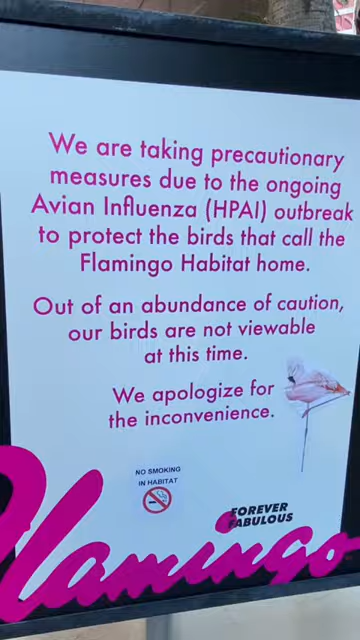 We are taking precautionary
measures due to the ongoing
Avian Influenza (HPAI) outbreak
to protect the birds that call the
Flamingo Habitat home.
Out of an abundance of caution,
our birds are not viewable
at this time.
We apologize for
the inconvenience.
NO SMOKING
IN HABITAT
FOREVER
FABULOUS
Flamingo